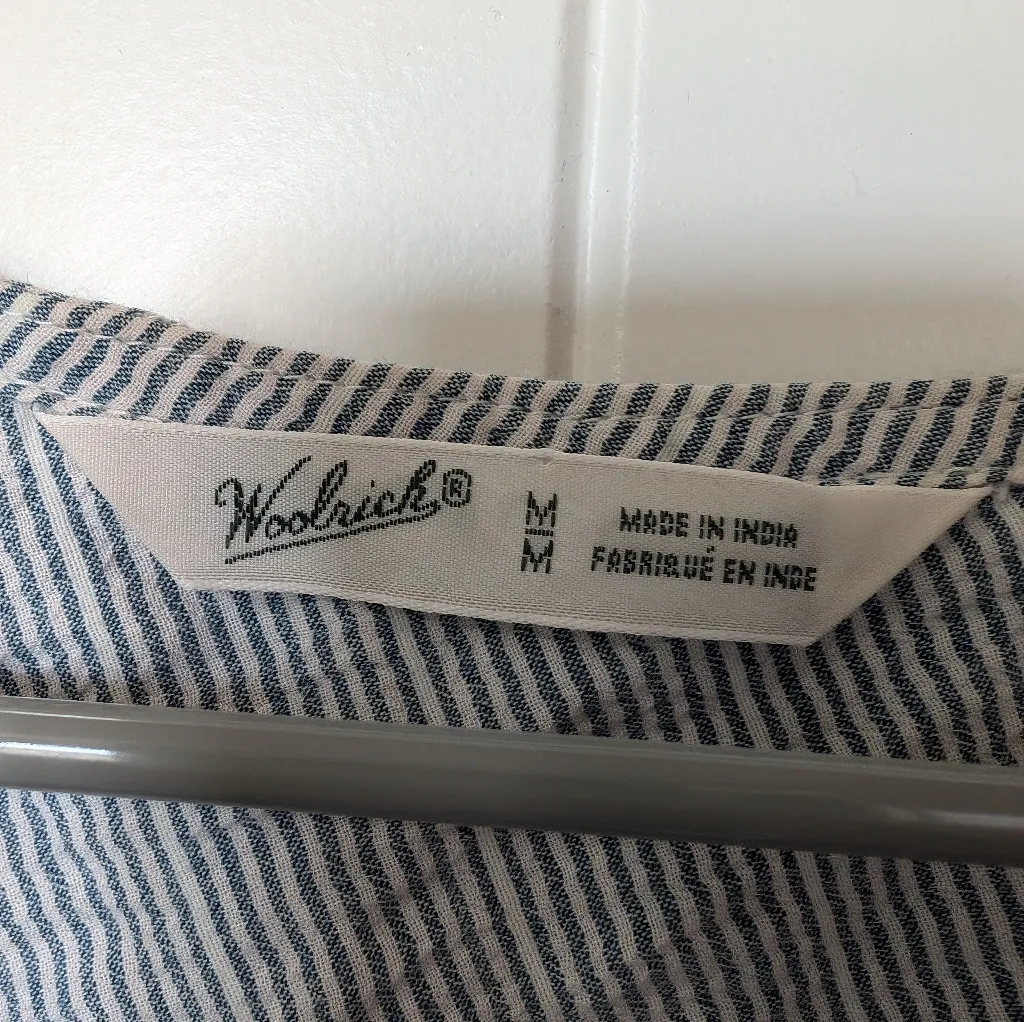 Woolrich®
M
M
MADE IN INDIA
FABRIQUÉ EN INDE